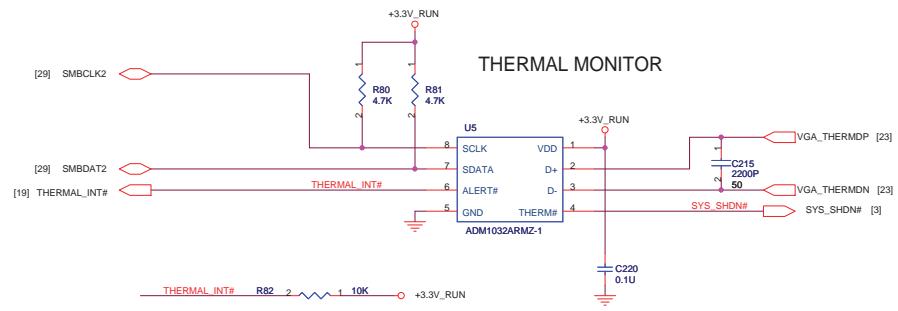 +3.3V_RUN
THERMAL MONITOR
[29] SMBCLK2
1 1
R80 R81
4.7K 4.7K
2 2
U5
+3.3V_RUN
8 SCLK VDD 1
VGA_THERMDP [23]
[29] SMBDAT2
7 SDATA D+ 2
1
C215
2200P
50
2
[19] THERMAL_INT#
THERMAL_INT#
6 ALERT# D- 3
VGA_THERMDN [23]
5 GND THERM# 4
SYS_SHDN#
SYS_SHDN# [3]
ADM1032ARMZ-1
C220
0.1U
THERMAL_INT# R82 2 1 10K +3.3V_RUN